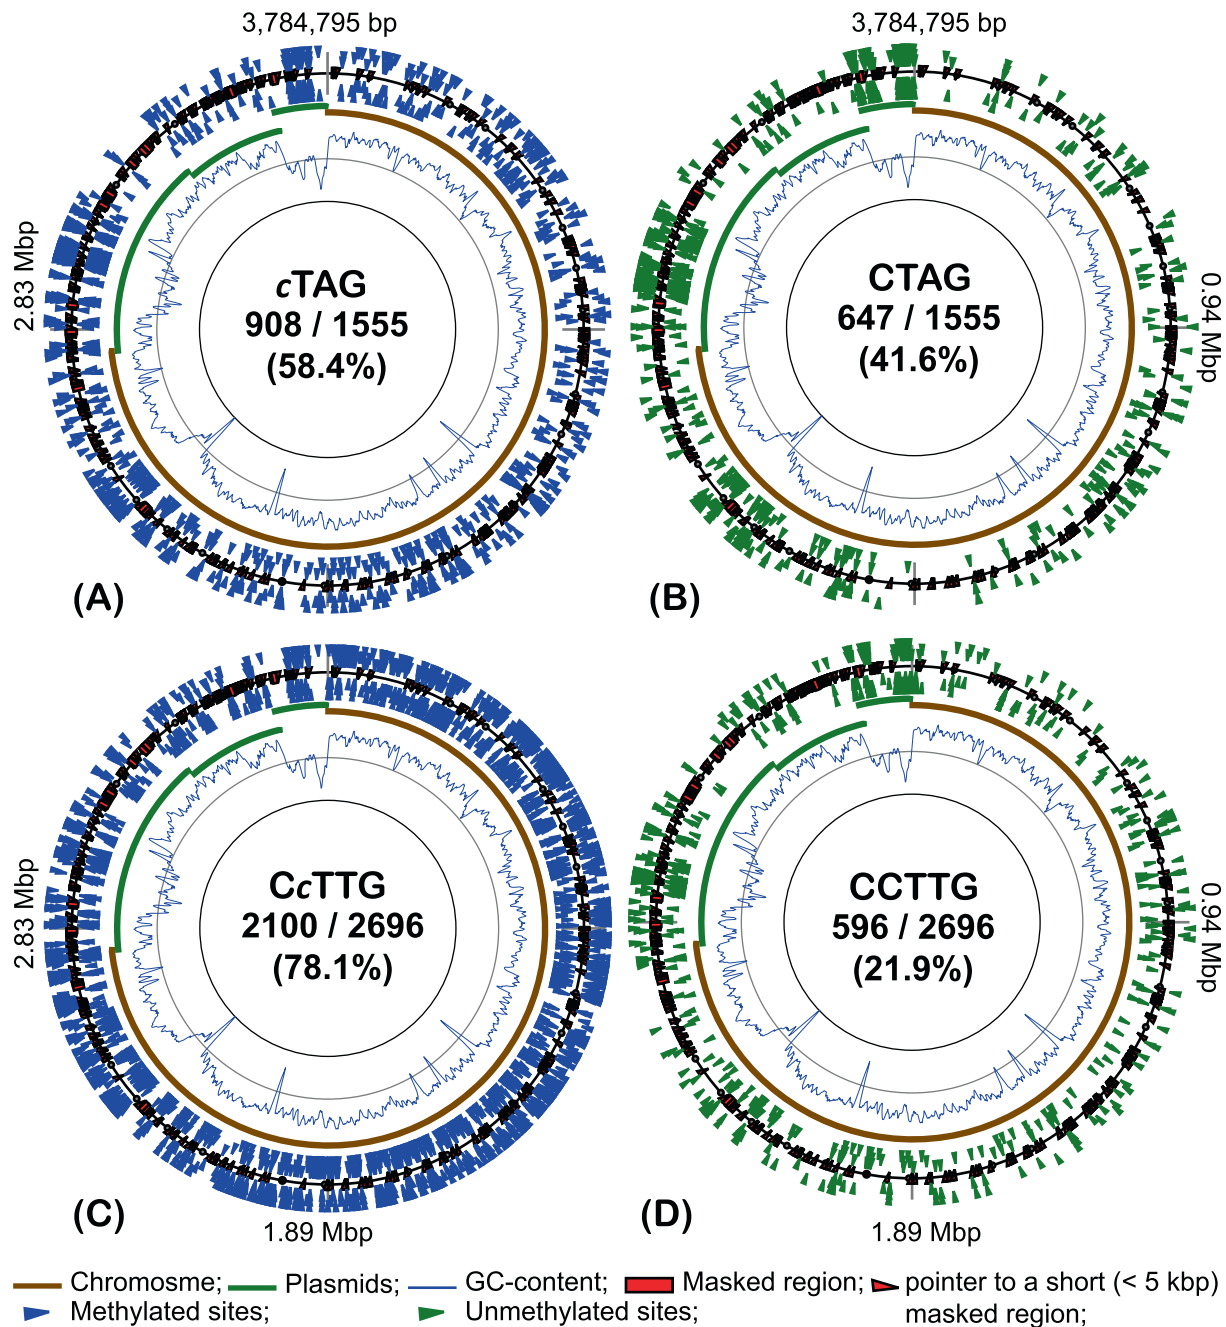 3,784,795 bp
3,784,795 bp
2.83 Mbp
cTAG
908 / 1555
(58.4%)
CTAG
647 / 1555
(41.6%)
0.94 Mbp
(A)
(B)
2.83 Mbp
CcTTG
2100 / 2696
(78.1%)
CCTTG
596 / 2696
(21.9%)
0.94 Mbp
(C)
(D)
1.89 Mbp
1.89 Mbp
Chromosme; Plasmids; GC-content; Masked region; pointer to a short (< 5 kbp)
Methylated sites; Unmethylated sites; masked region;